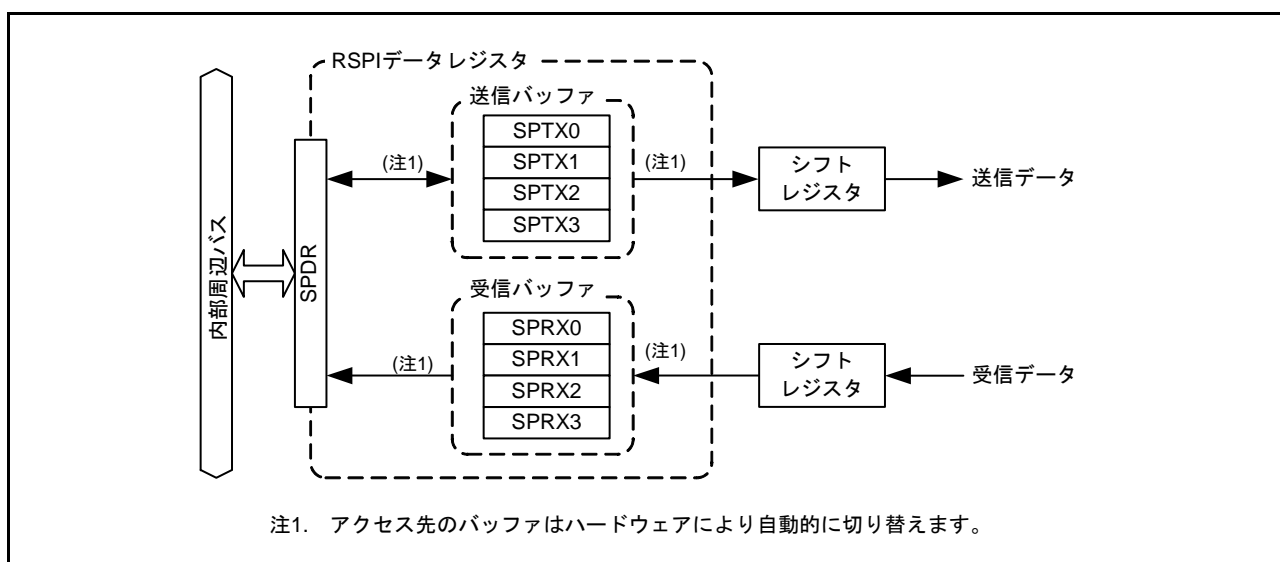 RSPIデータレジスタ
送信バッファ
SPTX0
SPTX1
SPTX2
SPTX3
(注1)
(注1)
シフト
レジスタ
送信データ
内部周辺バス
SPDR
受信バッファ
SPRX0
SPRX1
SPRX2
SPRX3
(注1)
(注1)
シフト
レジスタ
受信データ
注1. アクセス先のバッファはハードウェアにより自動的に切り替えます。